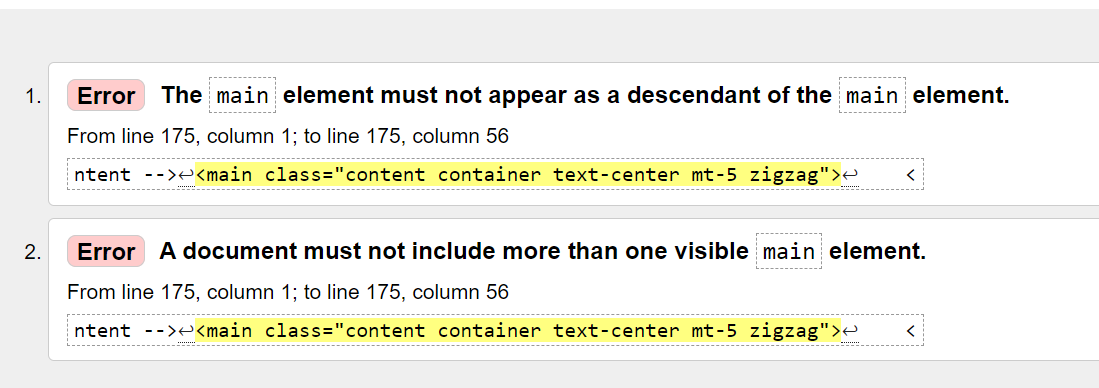 1. Error The main element must not appear as a descendant of the main element.
From line 175, column 1; to line 175, column 56
ntent -->↩<main class="content container text-center mt-5 zigzag">↩ <
2. Error A document must not include more than one visible main element.
From line 175, column 1; to line 175, column 56
ntent -->↩<main class="content container text-center mt-5 zigzag">↩ <